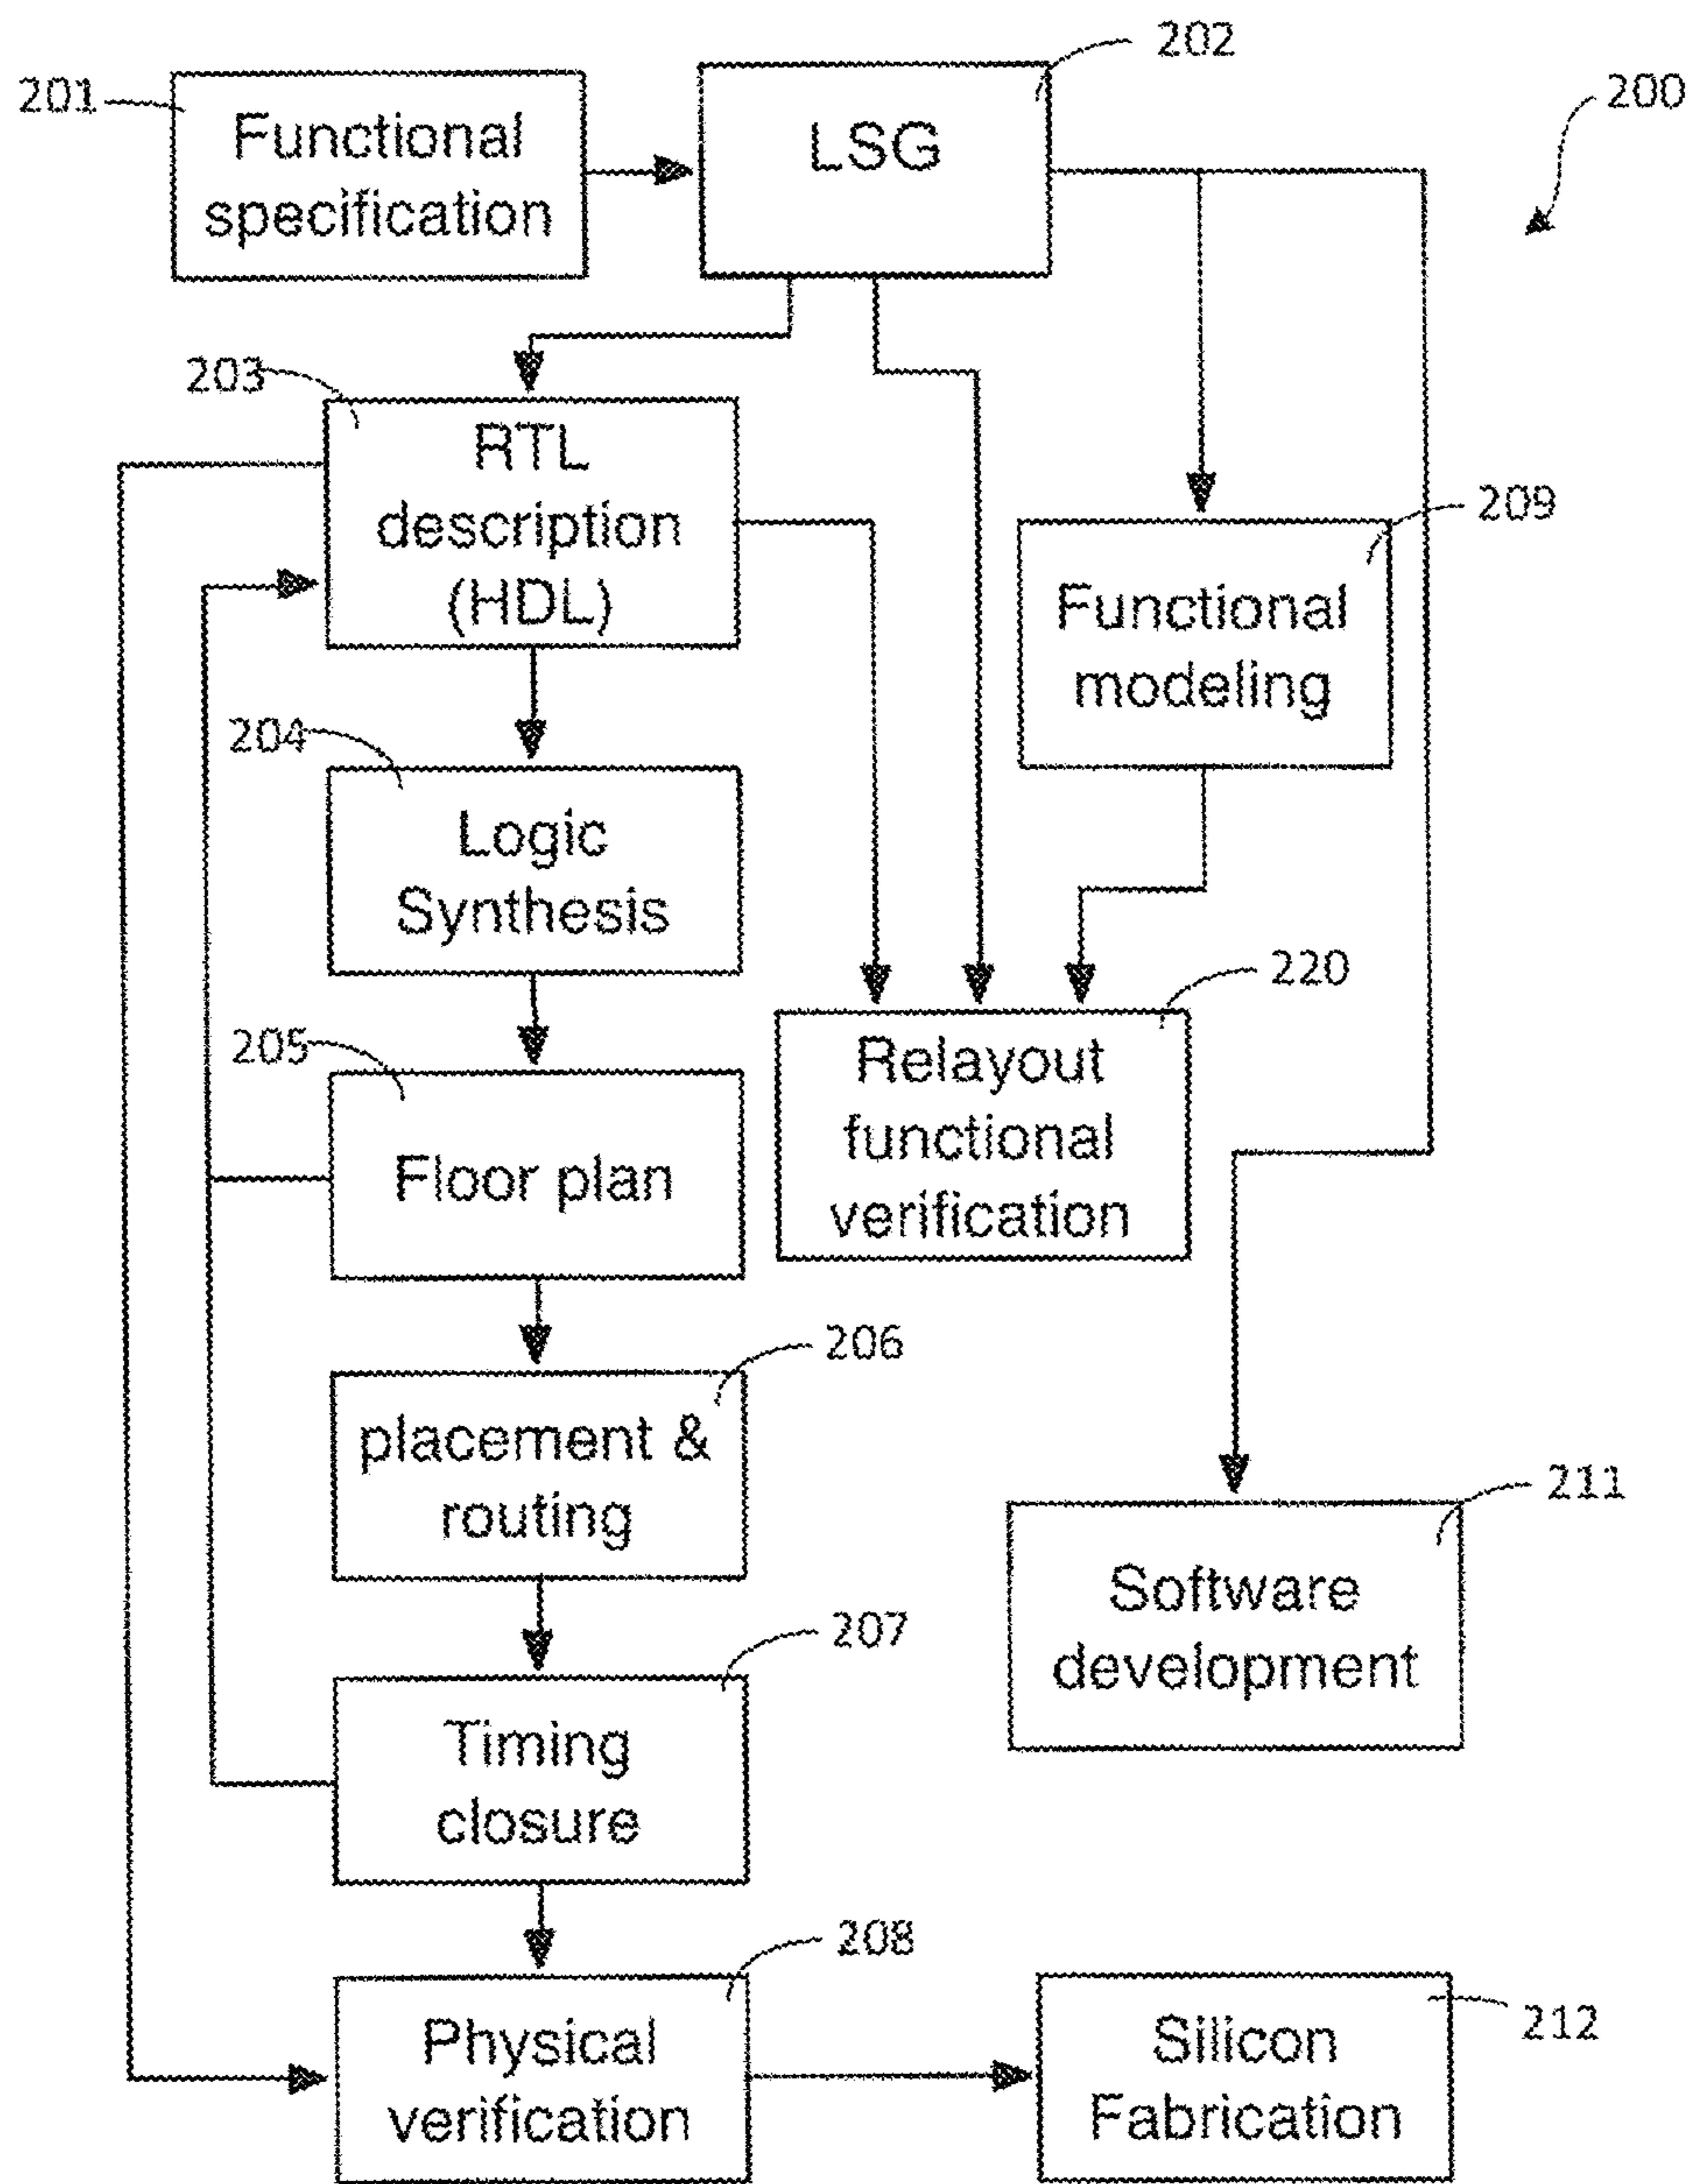 202
201
200
Functional
specification
LSG
203
RTL
description
(HDL)
209
Functional
modeling
204
Logic
Synthesis
220
205
Relayout
functional
verification
Floor plan
206
placement &
routing
211
Software
development
207
Timing
closure
208
Physical
verification
212
Silicon
Fabrication